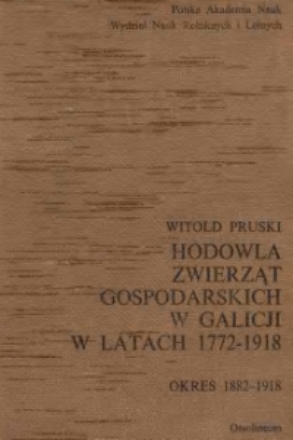 Polska Akademia Nauk
Wydział Nauk Rolniczych i Leśnych
WITOLD PRUSKI
HODOWLA
ZWIERZĄT
GOSPODARSKICH
W GALICJI
W LATACH 1772-1918
OKRES 1882-1918
Ossolineum